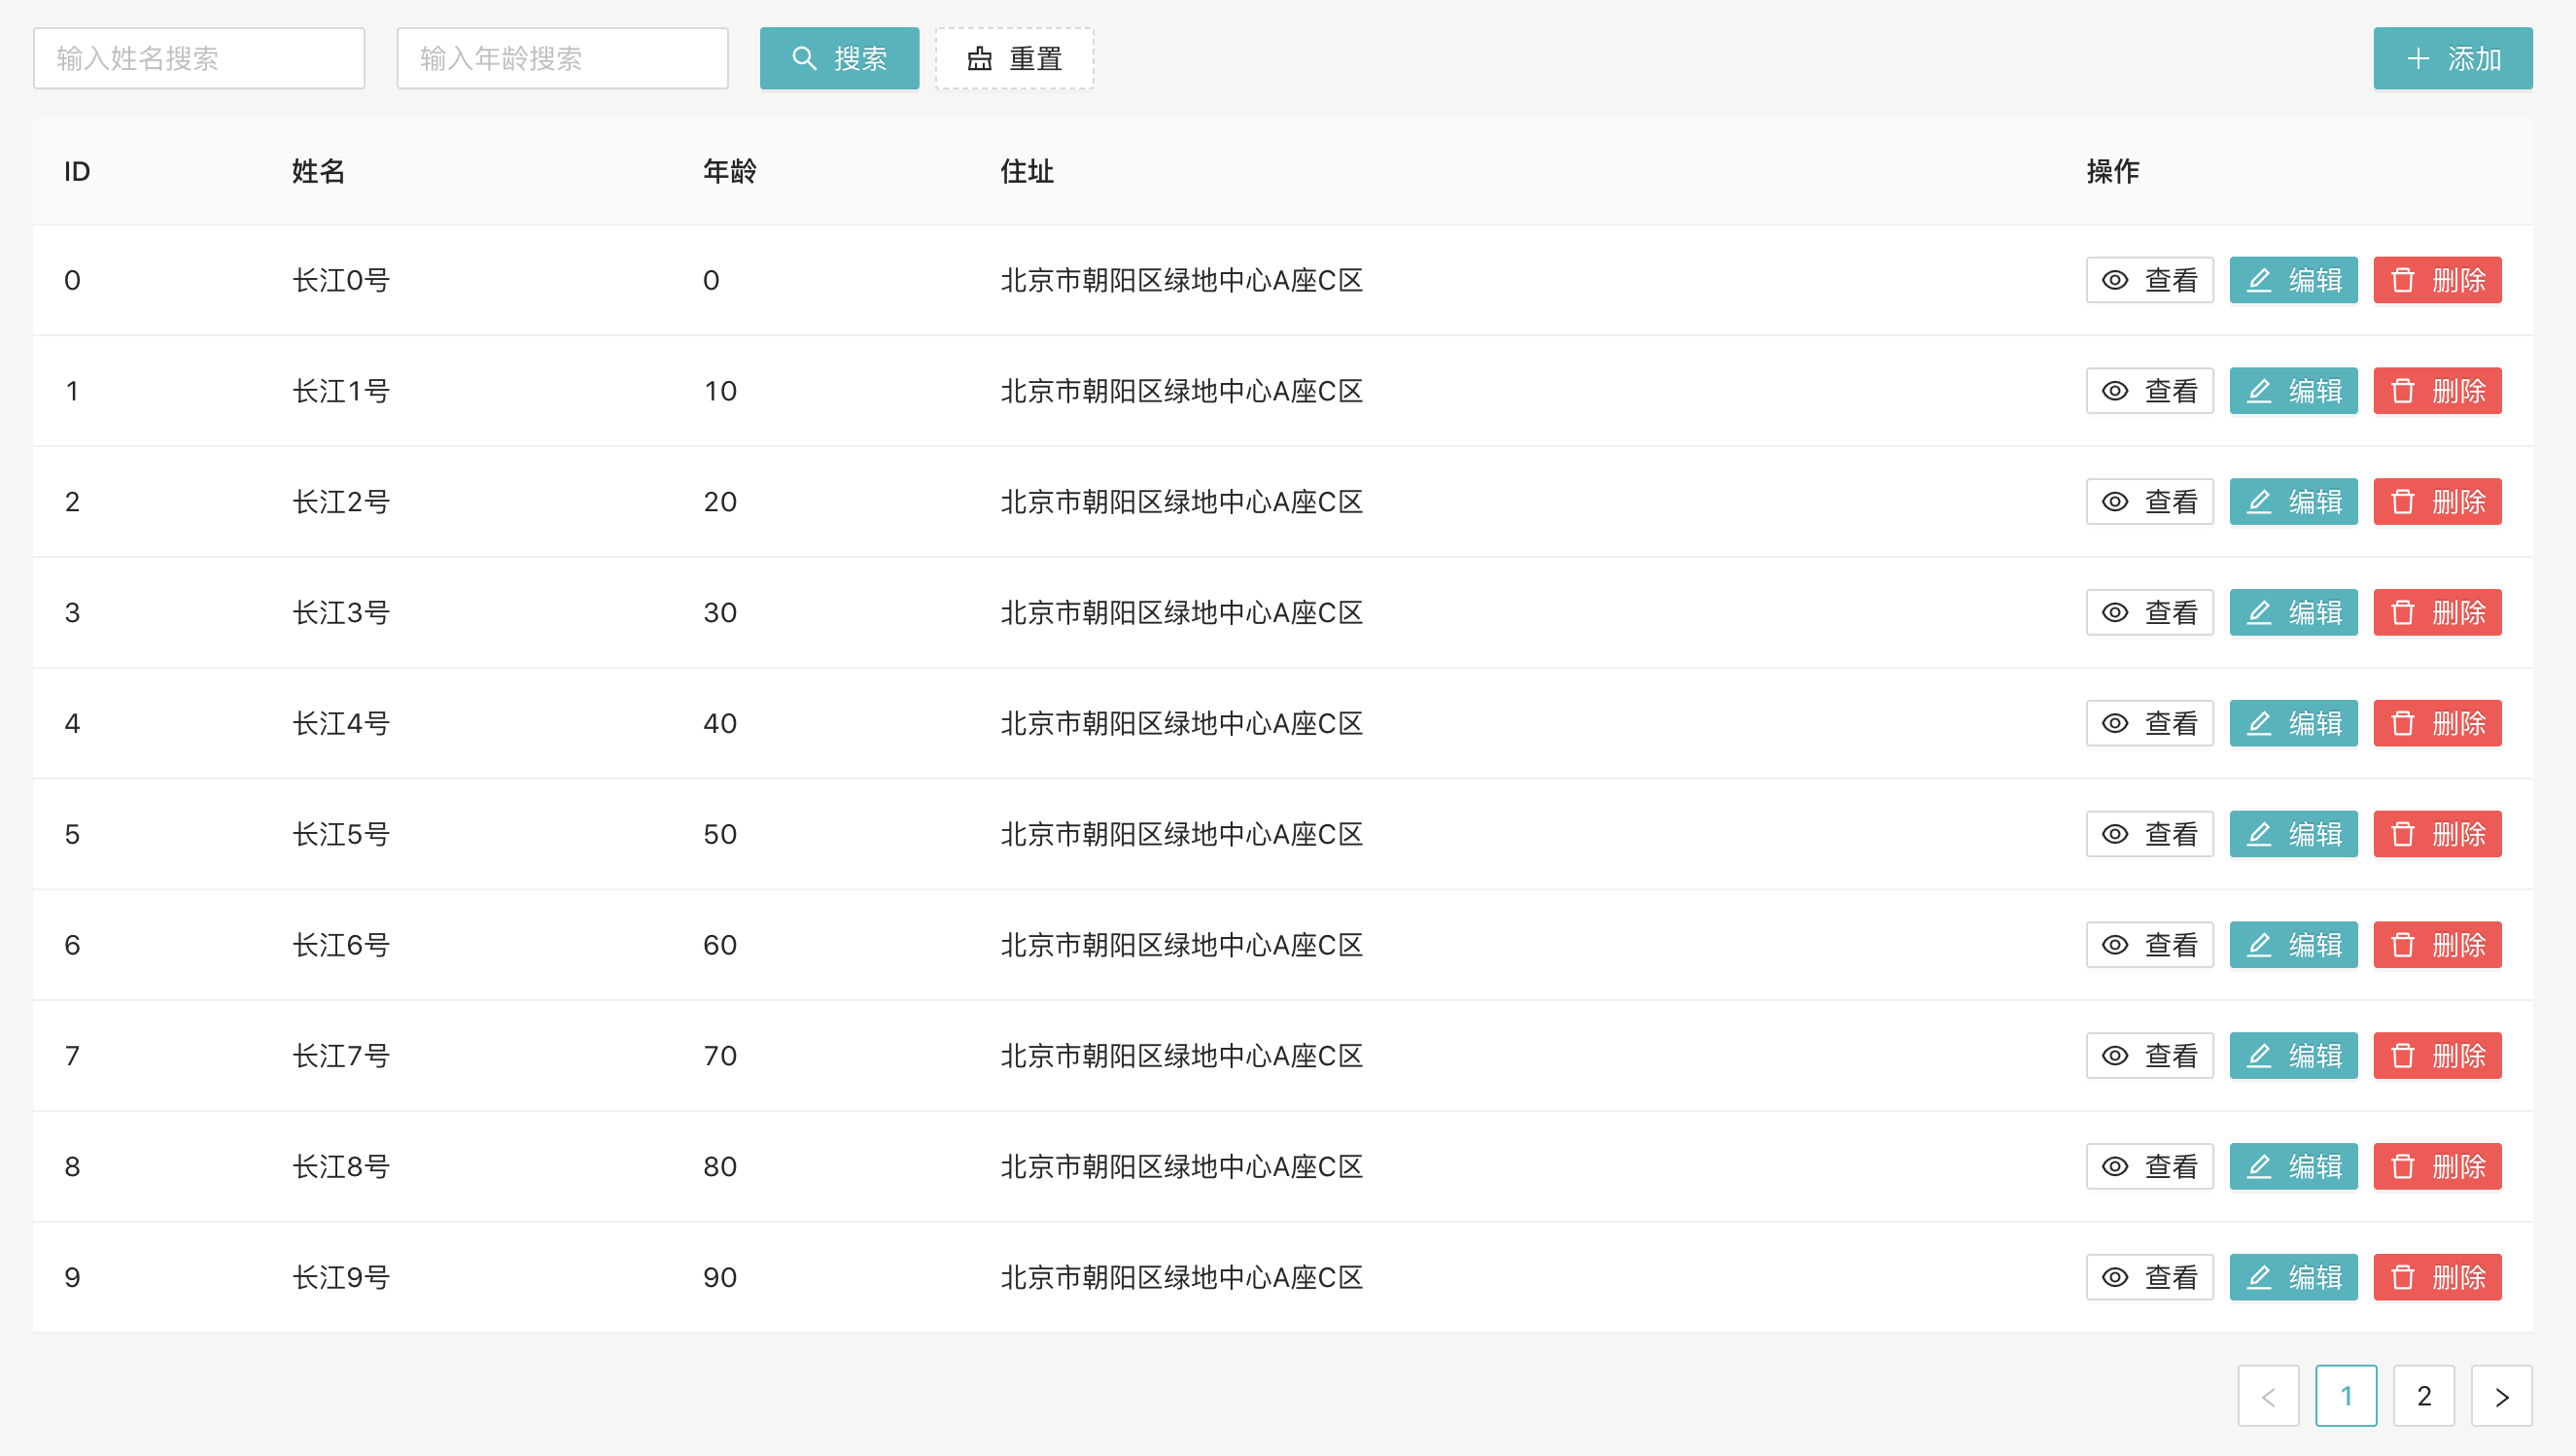 输入姓名搜索 输入年龄搜索 搜索 重置 添加
ID 姓名 年龄 住址 操作
0 长江0号 0 北京市朝阳区绿地中心A座C区 查看 编辑 删除
1 长江1号 10 北京市朝阳区绿地中心A座C区 查看 编辑 删除
2 长江2号 20 北京市朝阳区绿地中心A座C区 查看 编辑 删除
3 长江3号 30 北京市朝阳区绿地中心A座C区 查看 编辑 删除
4 长江4号 40 北京市朝阳区绿地中心A座C区 查看 编辑 删除
5 长江5号 50 北京市朝阳区绿地中心A座C区 查看 编辑 删除
6 长江6号 60 北京市朝阳区绿地中心A座C区 查看 编辑 删除
7 长江7号 70 北京市朝阳区绿地中心A座C区 查看 编辑 删除
8 长江8号 80 北京市朝阳区绿地中心A座C区 查看 编辑 删除
9 长江9号 90 北京市朝阳区绿地中心A座C区 查看 编辑 删除
1 2